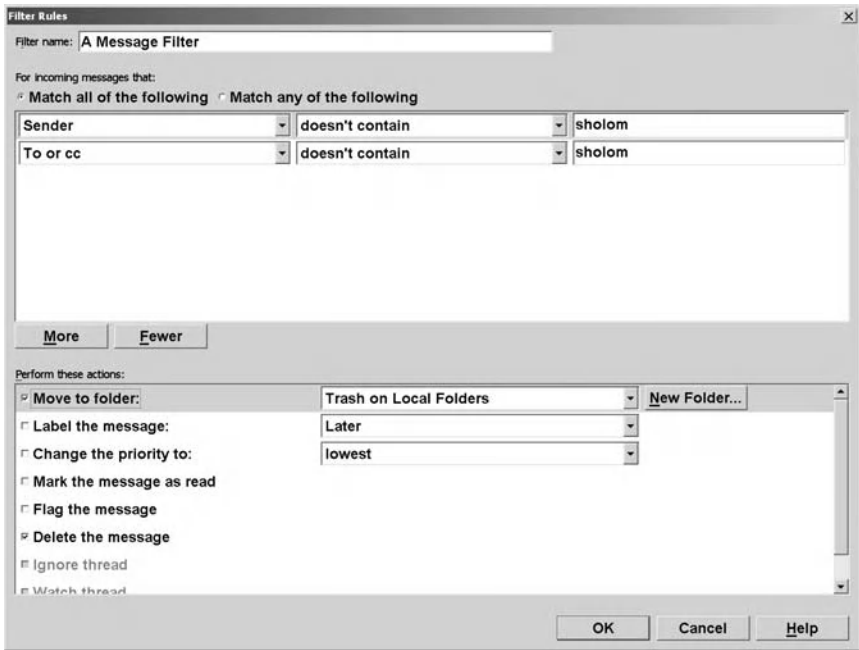 Filter Rules
Filter name: A Message Filter
For incoming messages that:
Match all of the following Match any of the following
Sender doesn't contain sholom
To or cc doesn't contain sholom
More Fewer
Perform these actions:
Move to folder: Trash on Local Folders New Folder...
Label the message: Later
Change the priority to: lowest
Mark the message as read
Flag the message
Delete the message
Ignore thread
Watch thread
OK Cancel Help